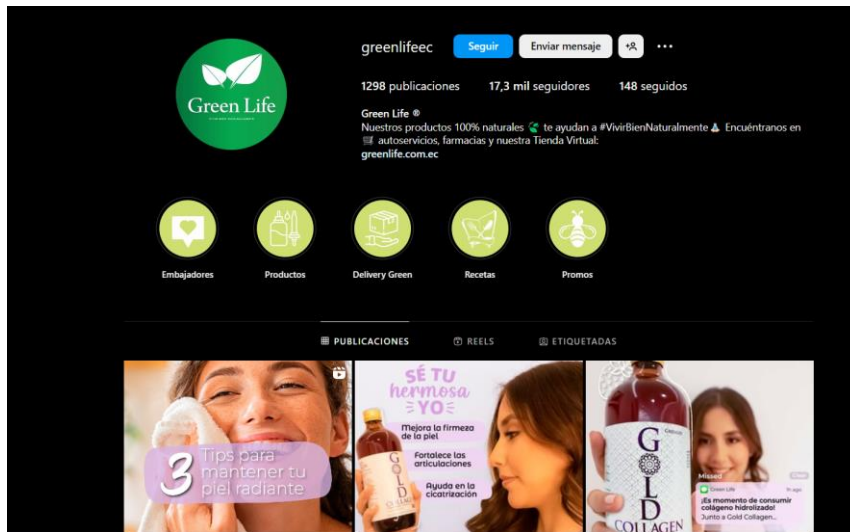 greenlifeec Seguir Enviar mensaje
1298 publicaciones 17,3 mil seguidores 148 seguidos
Green Life ®
Nuestros productos 100% naturales te ayudan a #VivirBienNaturalmente Encuéntranos en
autoservicios, farmacias y nuestra Tienda Virtual:
greenlife.com.ec
Green Life
Embajadores Productos Delivery Green Recetas Promos
PUBLICACIONES REELS ETIQUETADAS
3 Tips para
mantener tu
piel radiante
SÉ TU
hermosa
YO
Mejora la firmeza
de la piel
Fortalece las
articulaciones
Ayuda en la
cicatrización
GOLD
COLLAGEN
GOLD
COLLAGEN
Missed
Green Life 1h ago
¡Es momento de consumir
colágeno hidrolizado!
Junto a Gold Collagen...